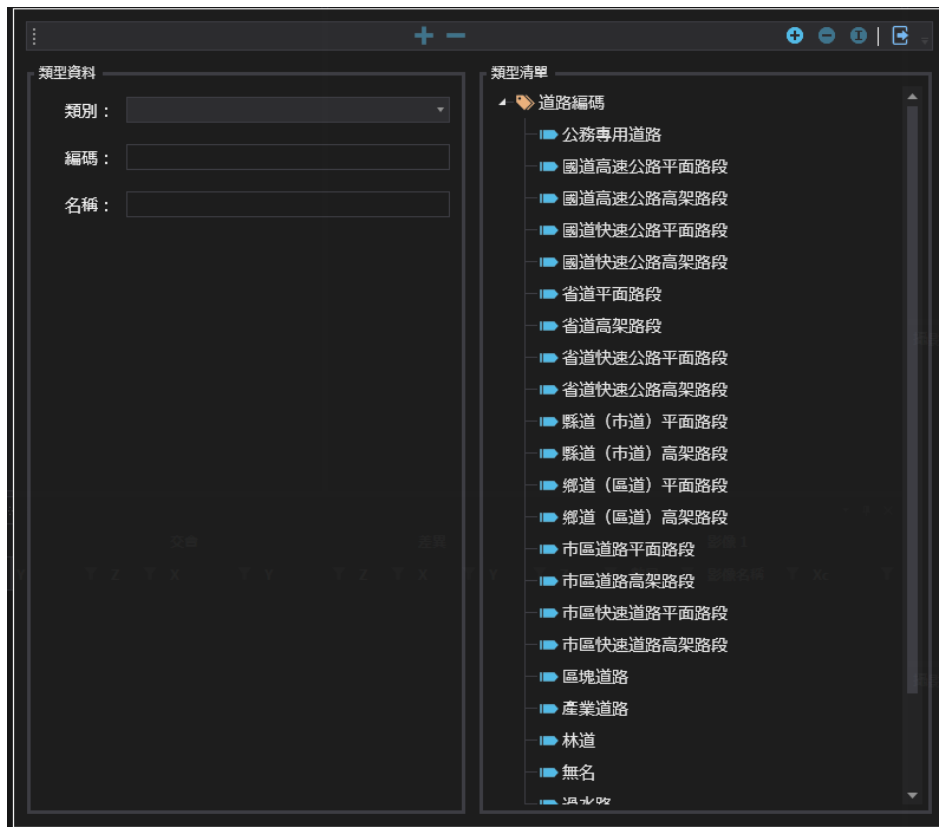 類型資料
類別：
編碼：
名稱：
類型清單
道路編碼
公務專用道路
國道高速公路平面路段
國道高速公路高架路段
國道快速公路平面路段
國道快速公路高架路段
省道平面路段
省道高架路段
省道快速公路平面路段
省道快速公路高架路段
縣道（市道）平面路段
縣道（市道）高架路段
鄉道（區道）平面路段
鄉道（區道）高架路段
市區道路平面路段
市區道路高架路段
市區快速道路平面路段
市區快速道路高架路段
區塊道路
產業道路
林道
無名